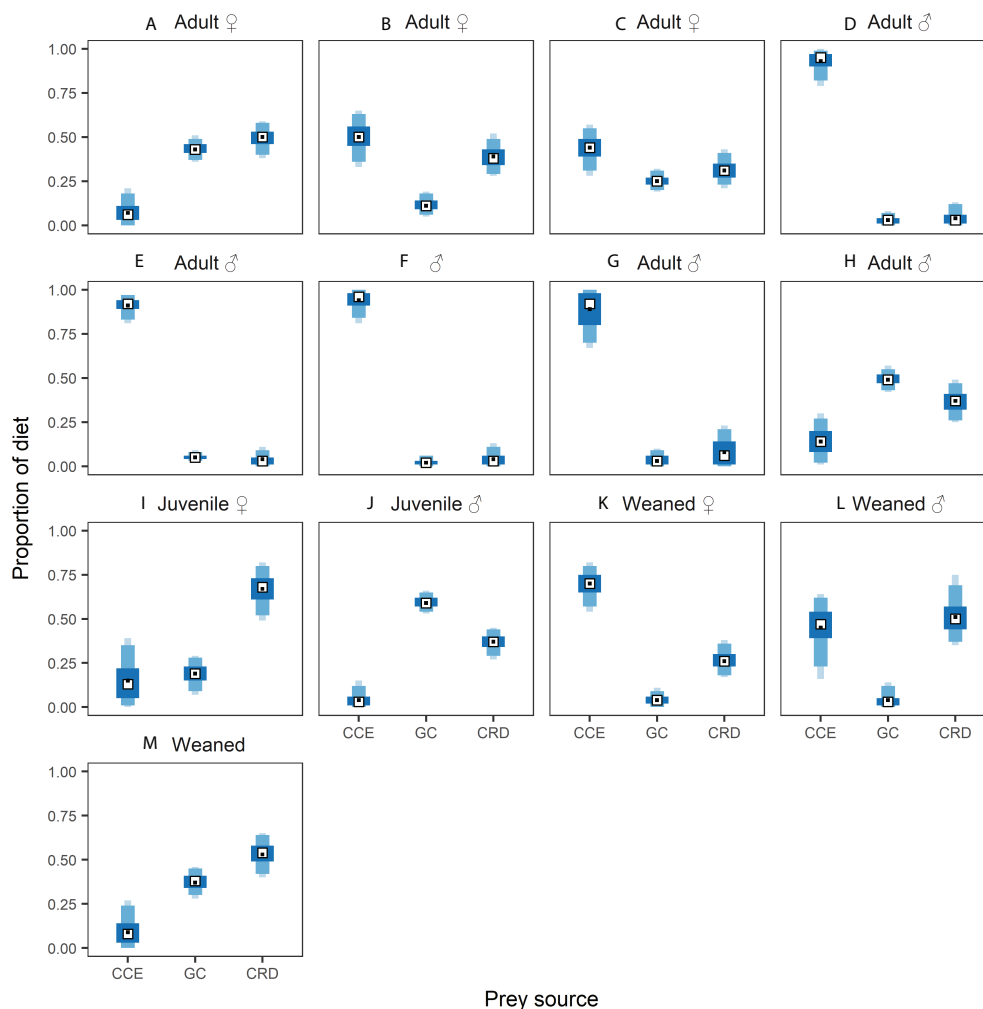 A Adult ♀
B Adult ♀
C Adult ♀
D Adult ♂
1.00
0.75
0.50
0.25
0.00
E Adult ♂
F ♂
G Adult ♂
H Adult ♂
1.00
0.75
0.50
0.25
0.00
I Juvenile ♀
J Juvenile ♂
K Weaned ♀
L Weaned ♂
1.00
0.75
0.50
0.25
0.00
CCE GC CRD
CCE GC CRD
CCE GC CRD
M Weaned
1.00
0.75
0.50
0.25
0.00
CCE GC CRD
Proportion of diet
Prey source